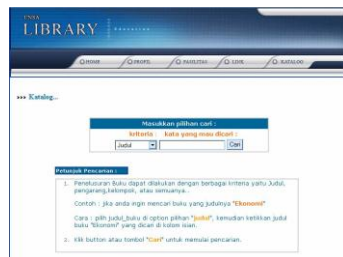 LIBRARY
HOME PROFIL FASILITAS LINK KATALOG
»»» Katalog...
Masukkan pilihan cari :
kriteria : kata yang mau dicari :
Judul Cari
Petunjuk Pencarian :
1. Penelusuran Buku dapat dilakukan dengan berbagai kriteria yaitu Judul,
pengarang,kelompok, atau semuanya..
Contoh : jika anda ingin mencari buku yang judulnya "Ekonomi"
Cara : pilih judul_buku di option pilihan "judul", kemudian ketikkan judul
buku "Ekonomi" yang dicari di kolom isian.
2. Klik button atau tombol "Cari" untuk memulai pencarian.